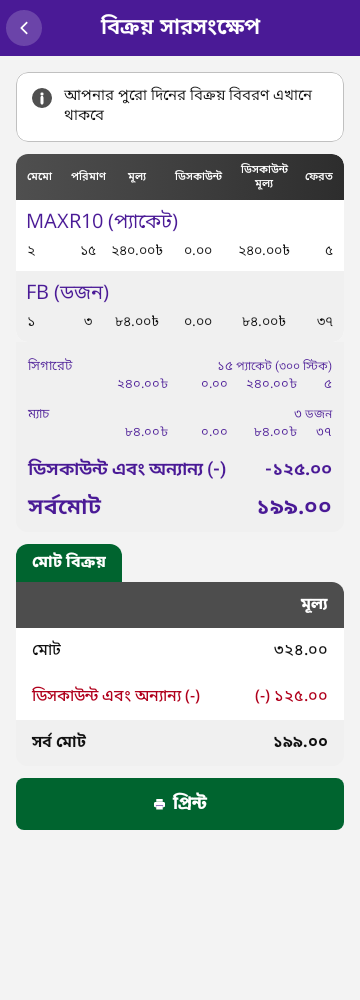 বিক্রয় সারসংক্ষেপ
আপনার পুরো দিনের বিক্রয় বিবরণ এখানে
থাকবে
মেমো পরিমাণ মূল্য ডিসকাউন্ট ডিসকাউন্ট মূল্য ফেরত
MAXR10 (প্যাকেট)
২ ১৫ ২৪০.০০৳ ০.০০ ২৪০.০০৳ ৫
FB (ডজন)
১ ৩ ৮৪.০০৳ ০.০০ ৮৪.০০৳ ৩৭
সিগারেট ১৫ প্যাকেট (৩০০ স্টিক)
২৪০.০০৳ ০.০০ ২৪০.০০৳ ৫
ম্যাচ ৩ ডজন
৮৪.০০৳ ০.০০ ৮৪.০০৳ ৩৭
ডিসকাউন্ট এবং অন্যান্য (-) -১২৫.০০
সর্বমোট ১৯৯.০০
মোট বিক্রয়
মূল্য
মোট ৩২৪.০০
ডিসকাউন্ট এবং অন্যান্য (-) (-) ১২৫.০০
সর্ব মোট ১৯৯.০০
প্রিন্ট